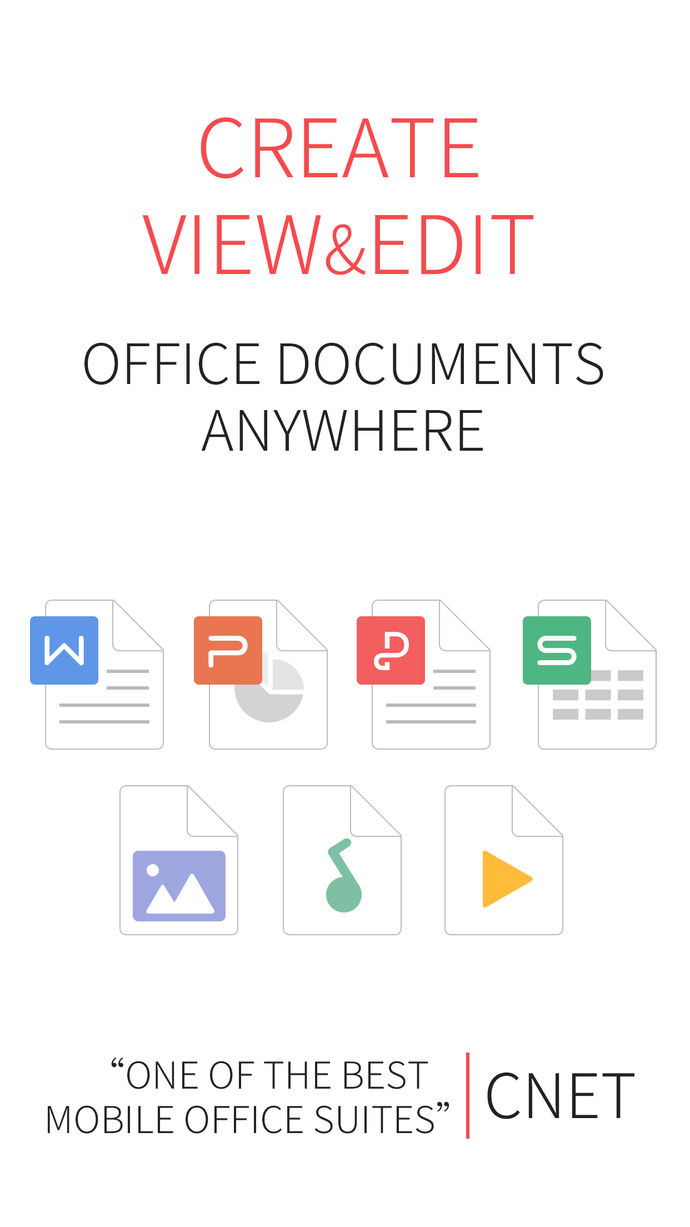 CREATE
VIEW&EDIT
OFFICE DOCUMENTS
ANYWHERE
W
P
P
S
“ONE OF THE BEST
MOBILE OFFICE SUITES”
CNET